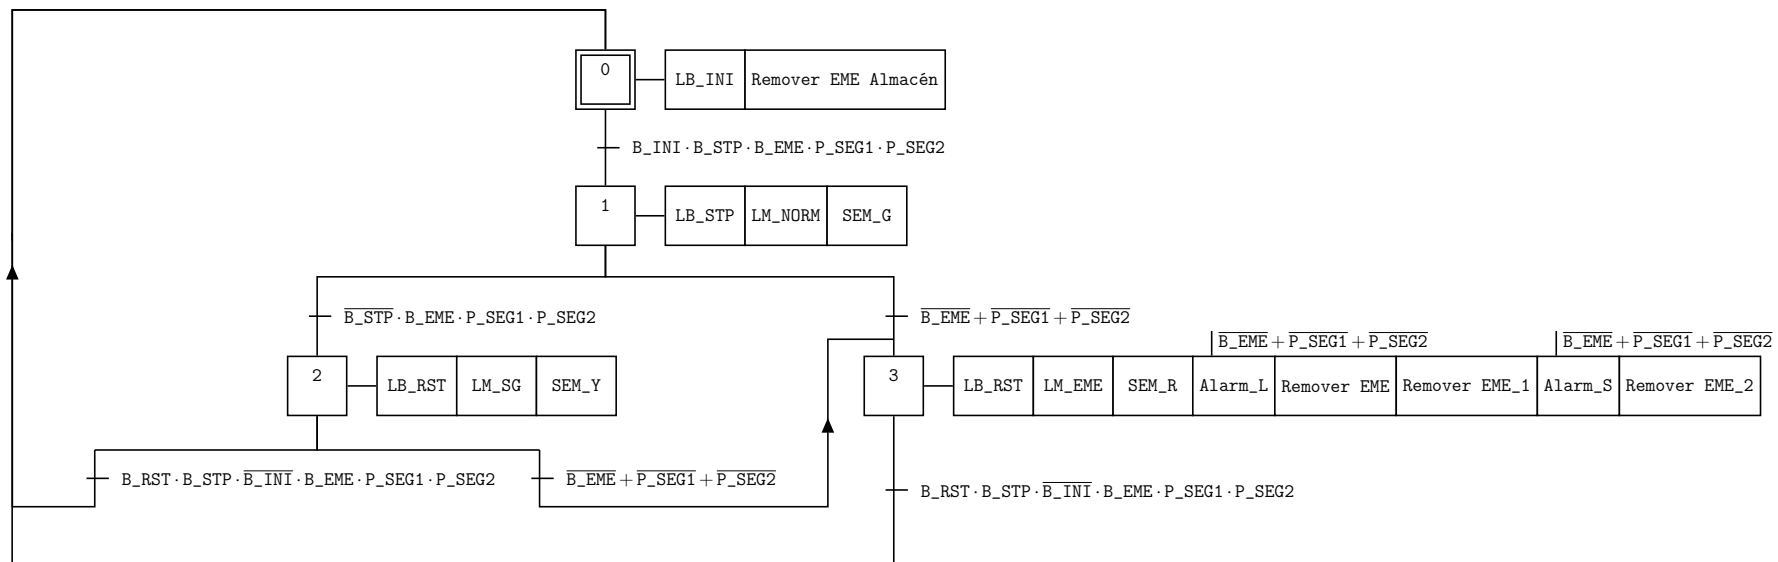 0 LB_INI Remover EME Almacén
B_INI·B_STP·B_EME·P_SEG1·P_SEG2
1 LB_STP LM_NORM SEM_G
B_STP̅·B_EME·P_SEG1·P_SEG2
B_EME̅+P_SEG1̅+P_SEG2̅
B_EME̅+P_SEG1̅+P_SEG2̅
B_EME̅+P_SEG1̅+P_SEG2̅
2 LB_RST LM_SG SEM_Y
3 LB_RST LM_EME SEM_R Alarm_L Remover EME Remover EME_1 Alarm_S Remover EME_2
B_RST·B_STP·B_INI̅·B_EME·P_SEG1·P_SEG2
B_EME̅+P_SEG1̅+P_SEG2̅
B_RST·B_STP·B_INI̅·B_EME·P_SEG1·P_SEG2